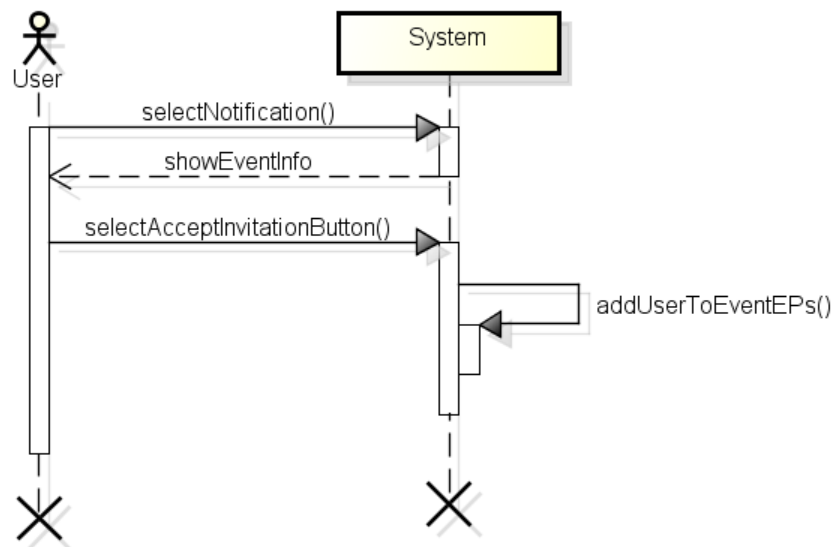 User
System
selectNotification()
showEventInfo
selectAcceptInvitationButton()
addUserToEventEPs()